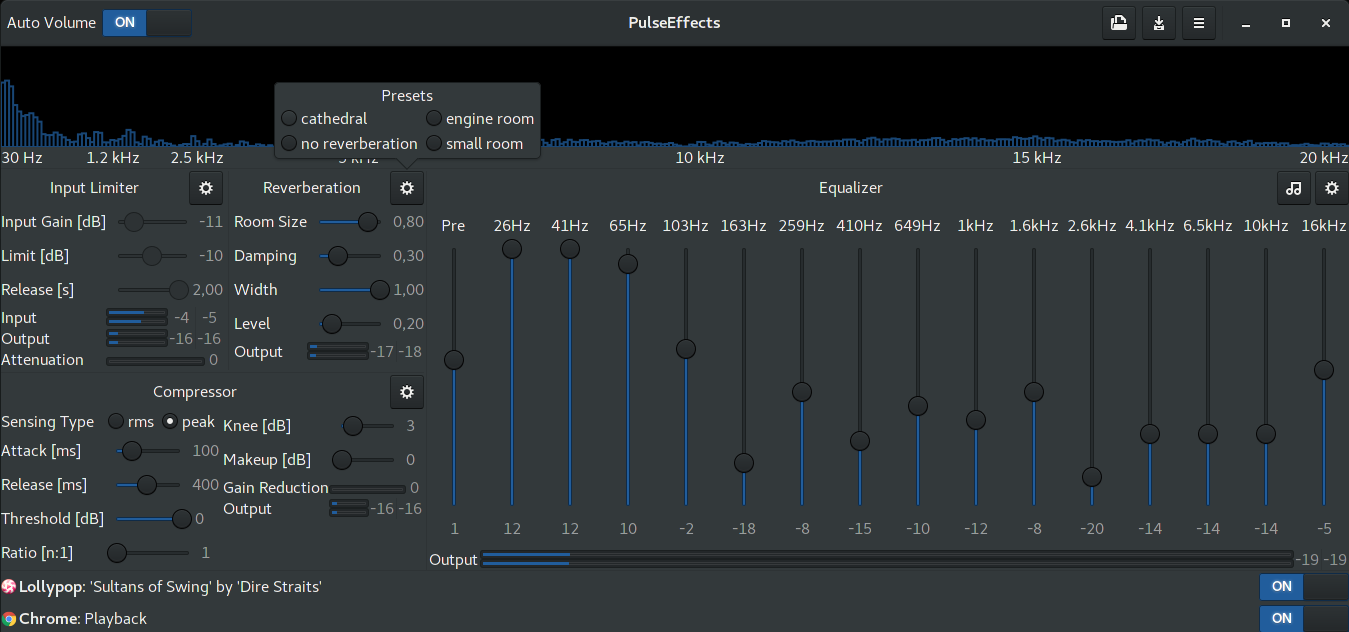 Auto Volume ON PulseEffects
Presets
cathedral engine room
no reverberation small room
30 Hz 1.2 kHz 2.5 kHz 5 kHz 10 kHz 15 kHz 20 kHz
Input Limiter
Input Gain [dB] -11
Limit [dB] -10
Release [s] 2,00
Input -4 -5
Output -16 -16
Attenuation 0
Reverberation
Room Size 0,80
Damping 0,30
Width 1,00
Level 0,20
Output -17 -18
Compressor
Sensing Type rms peak
Attack [ms] 100
Release [ms] 400
Threshold [dB] 0
Ratio [n:1] 1
Knee [dB] 3
Makeup [dB] 0
Gain Reduction 0
Output -16 -16
Equalizer
Pre 26Hz 41Hz 65Hz 103Hz 163Hz 259Hz 410Hz 649Hz 1kHz 1.6kHz 2.6kHz 4.1kHz 6.5kHz 10kHz 16kHz
1 12 12 10 -2 -18 -8 -15 -10 -12 -8 -20 -14 -14 -14 -5
Output -19 -19
Lollypop: 'Sultans of Swing' by 'Dire Straits' ON
Chrome: Playback ON